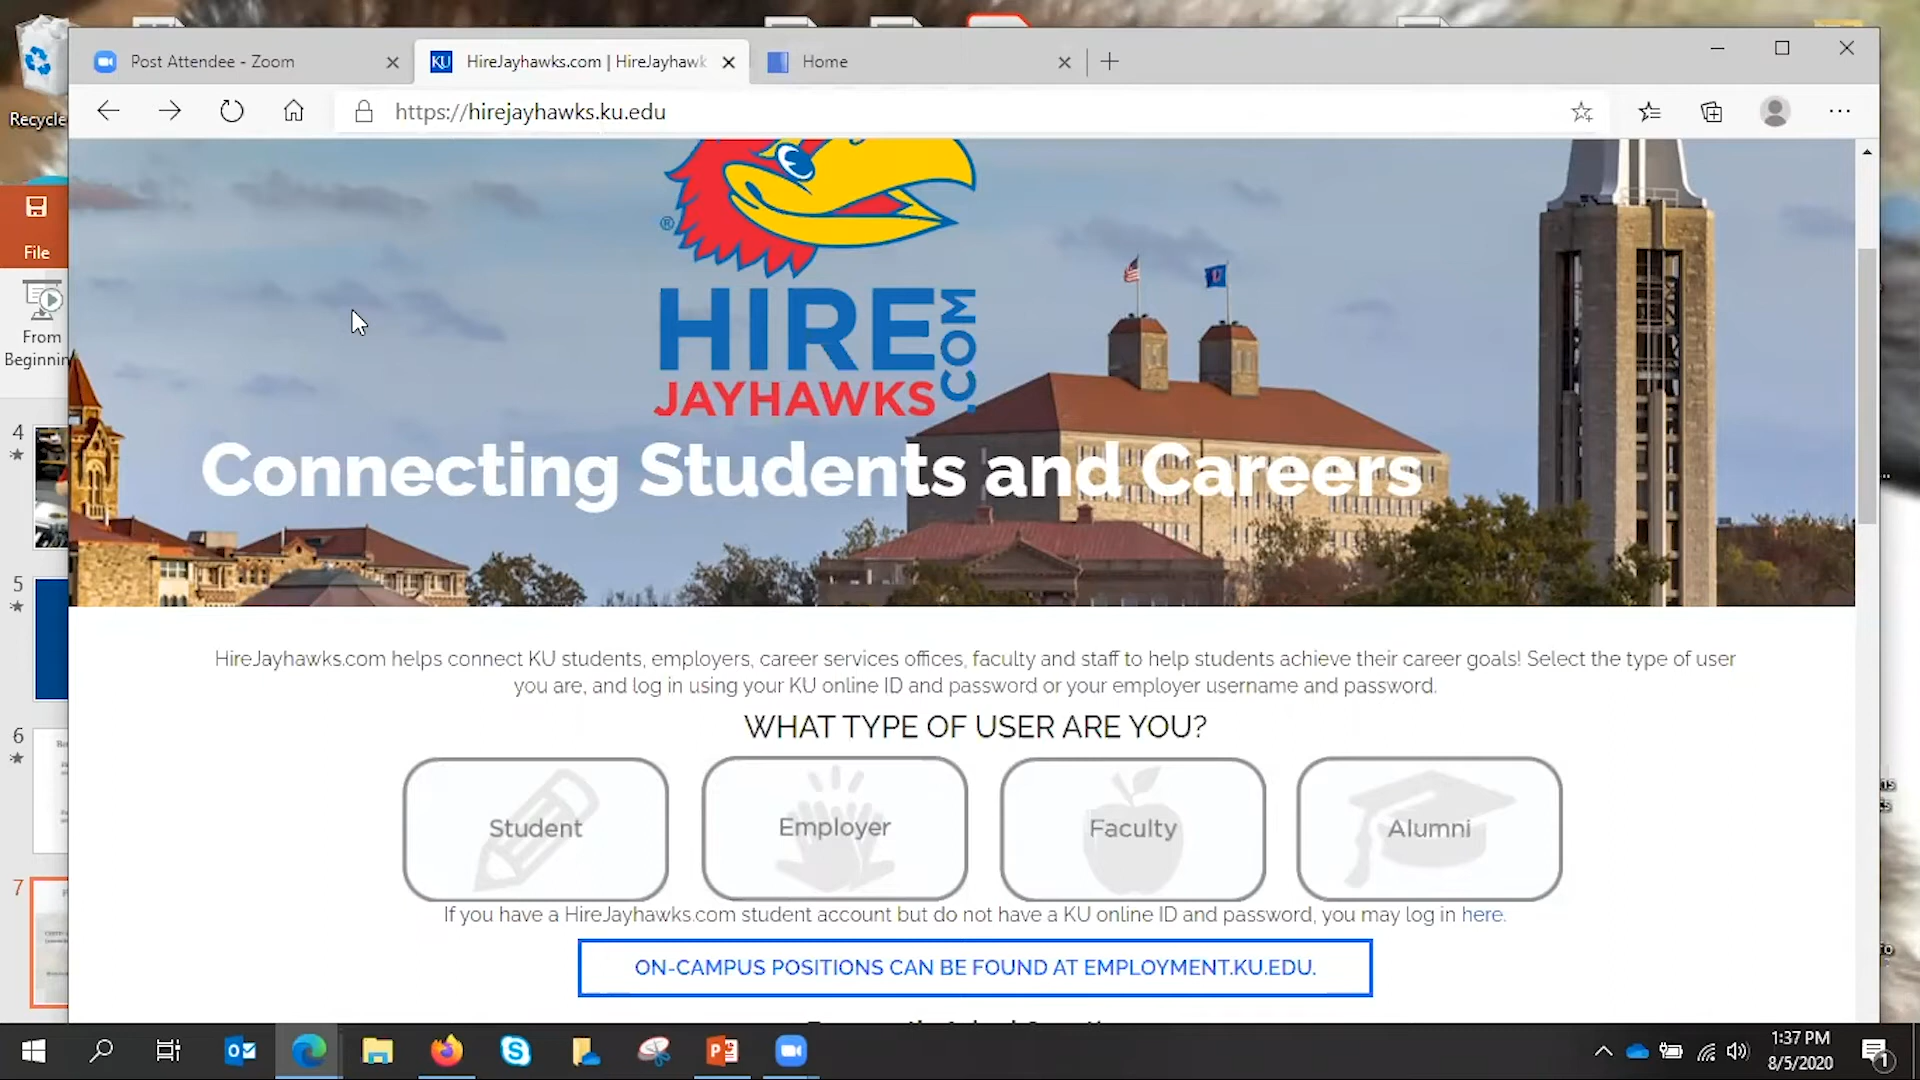 Recycle
Post Attendee - Zoom
KU
HireJayhawks.com | HireJayhawk
Home
https://hirejayhawks.ku.edu
File
From
Beginnin
4
5
6
7
®
HIRE
.COM
JAYHAWKS
Connecting Students and Careers
HireJayhawks.com helps connect KU students, employers, career services offices, faculty and staff to help students achieve their career goals! Select the type of user
you are, and log in using your KU online ID and password or your employer username and password.
WHAT TYPE OF USER ARE YOU?
Student
Employer
Faculty
Alumni
If you have a HireJayhawks.com student account but do not have a KU online ID and password, you may log in here.
ON-CAMPUS POSITIONS CAN BE FOUND AT EMPLOYMENT.KU.EDU.
1:37 PM
8/5/2020
1